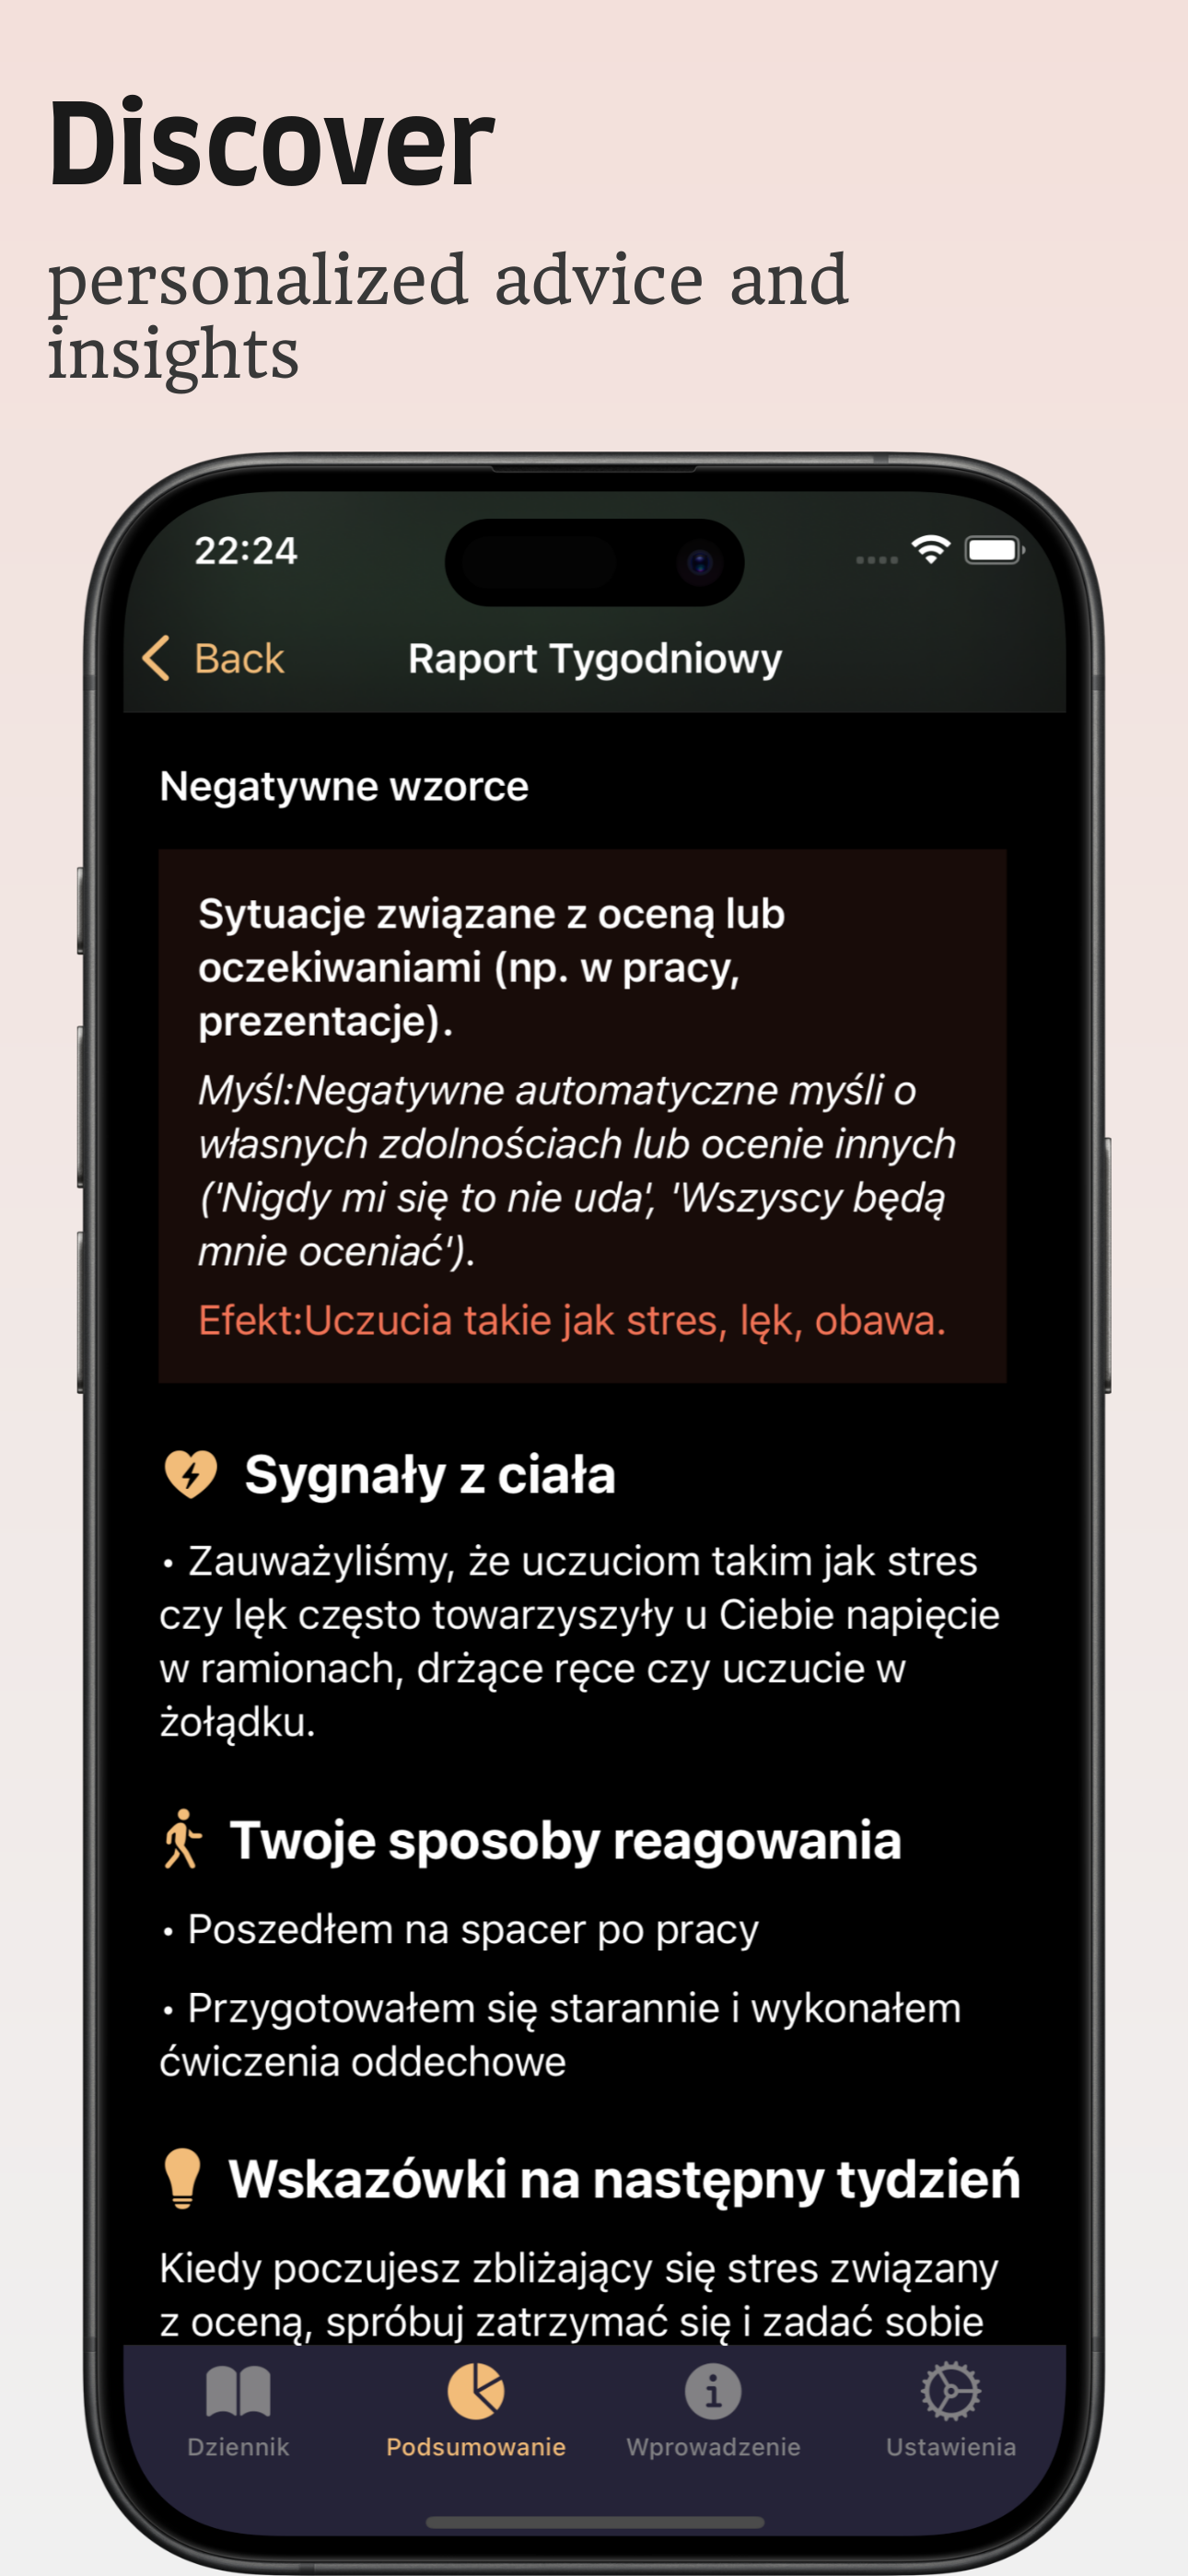 Discover
personalized advice and
insights
22:24
Back
Raport Tygodniowy
Negatywne wzorce
Sytuacje związane z oceną lub
oczekiwaniami (np. w pracy,
prezentacje).
Myśl:Negatywne automatyczne myśli o
własnych zdolnościach lub ocenie innych
('Nigdy mi się to nie uda', 'Wszyscy będą
mnie oceniać').
Efekt:Uczucia takie jak stres, lęk, obawa.
Sygnały z ciała
• Zauważyliśmy, że uczuciom takim jak stres
czy lęk często towarzyszyły u Ciebie napięcie
w ramionach, drżące ręce czy uczucie w
żołądku.
Twoje sposoby reagowania
• Poszedłem na spacer po pracy
• Przygotowałem się starannie i wykonałem
ćwiczenia oddechowe
Wskazówki na następny tydzień
Kiedy poczujesz zbliżający się stres związany
z oceną, spróbuj zatrzymać się i zadać sobie
Dziennik
Podsumowanie
Wprowadzenie
Ustawienia